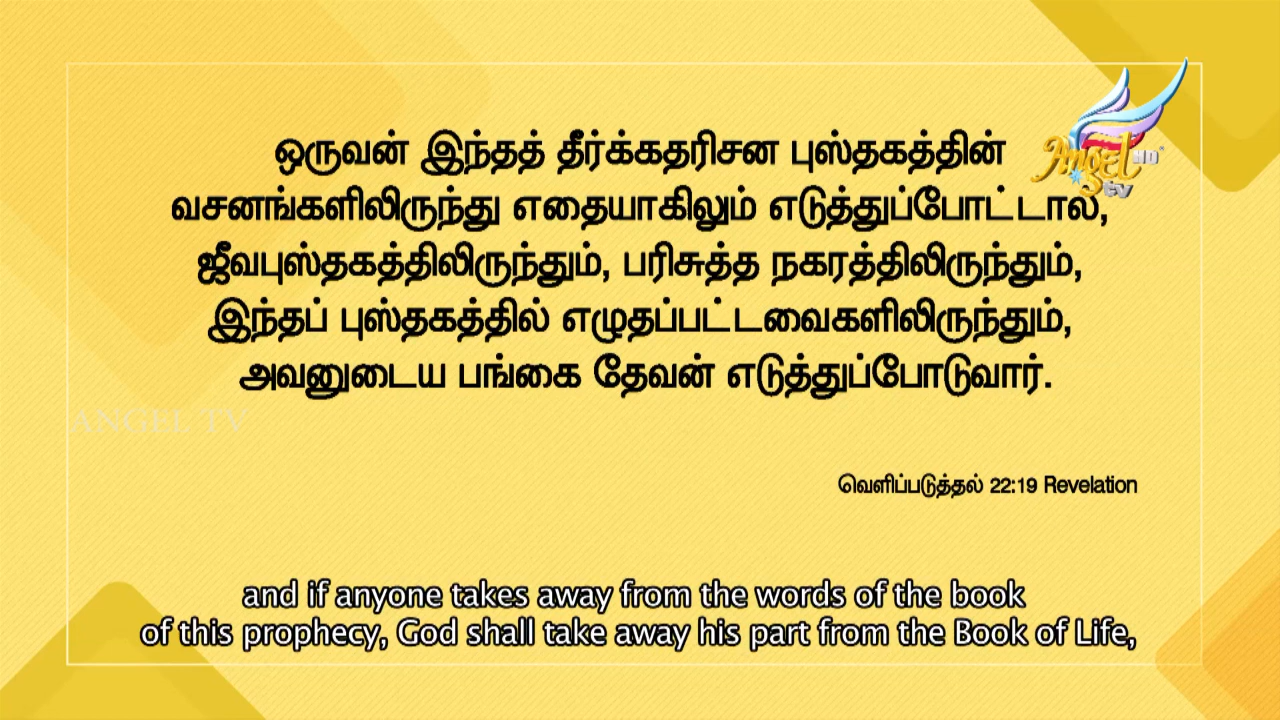 ஒருவன் இந்தத் தீர்க்கதரிசன புஸ்தகத்தின்
வசனங்களிலிருந்து எதையாகிலும் எடுத்துப்போட்டால்,
ஜீவபுஸ்தகத்திலிருந்தும், பரிசுத்த நகரத்திலிருந்தும்,
இந்தப் புஸ்தகத்தில் எழுதப்பட்டவைகளிலிருந்தும்,
அவனுடைய பங்கை தேவன் எடுத்துப்போடுவார்.
Angel HD
tv
ANGEL TV
வெளிப்படுத்தல் 22:19 Revelation
and if anyone takes away from the words of the book
of this prophecy, God shall take away his part from the Book of Life,